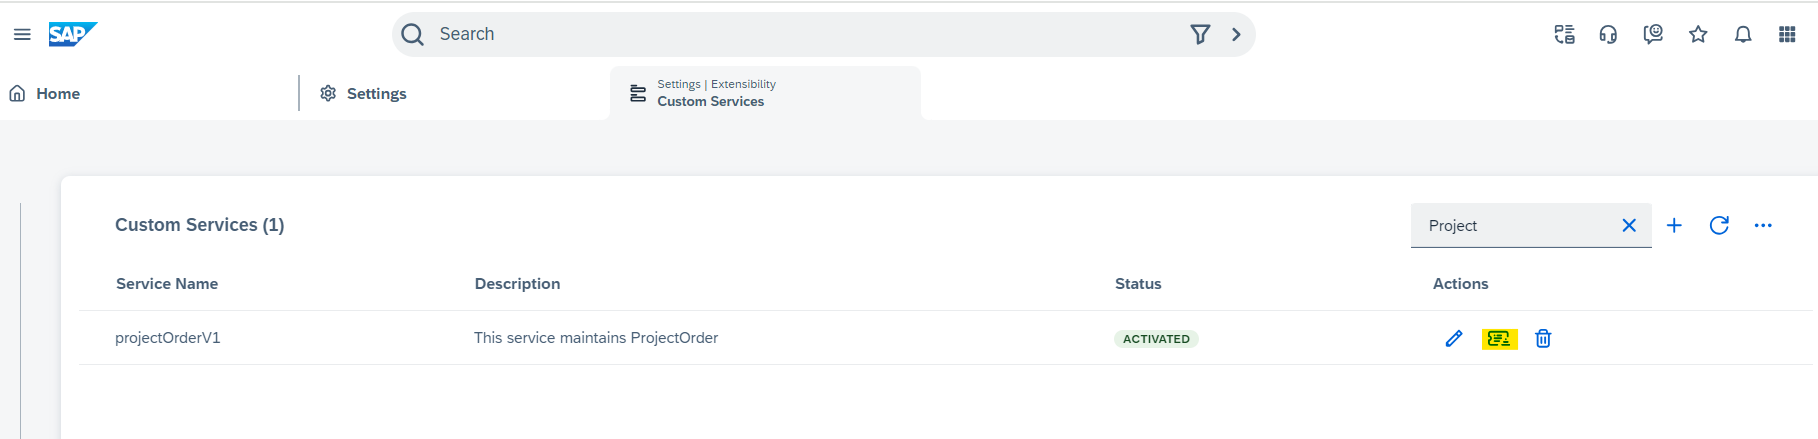 SAP
Search
Home
Settings
Settings | Extensibility
Custom Services
Custom Services (1)
Project
Service Name Description Status Actions
projectOrderV1 This service maintains ProjectOrder ACTIVATED